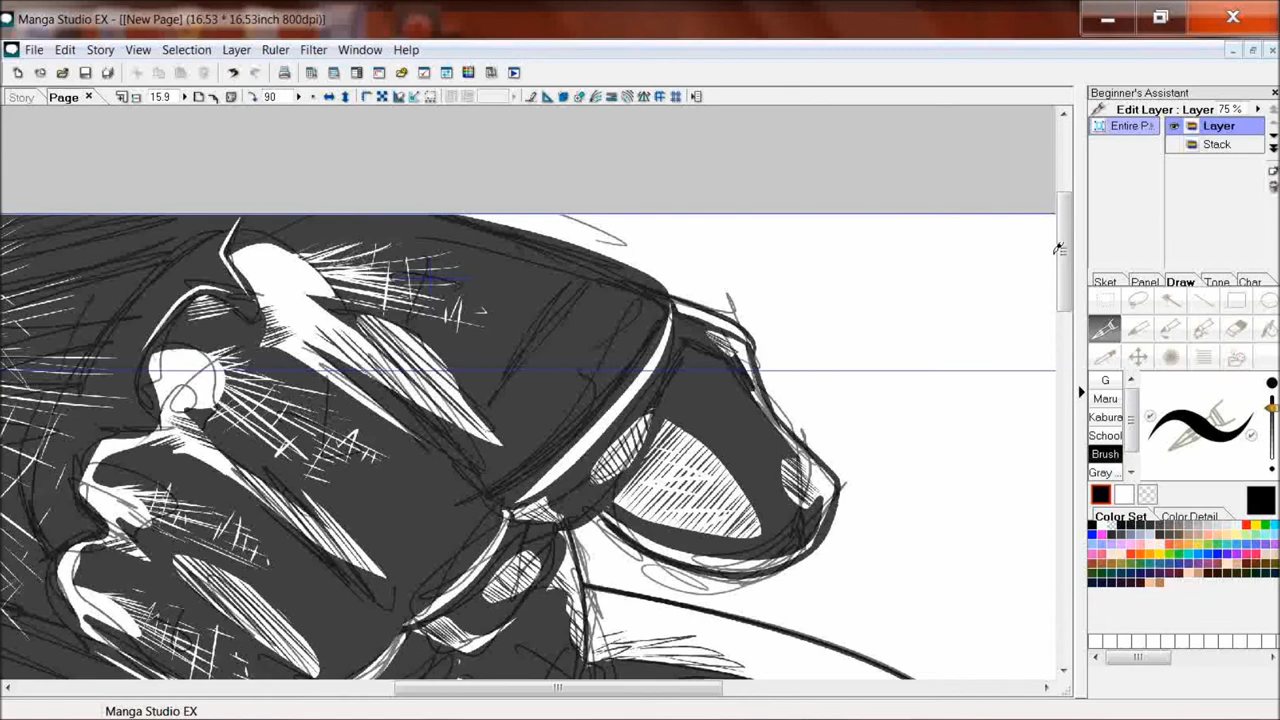 Manga Studio EX - [[New Page] (16.53 * 16.53inch 800dpi)]
File Edit Story View Selection Layer Ruler Filter Window Help
Story Page 15.9 90
Beginner's Assistant
Edit Layer : Layer 75 %
Entire P.. Layer
Stack
Sket Panel Draw Tone Char
G
Maru
Kabura
School
Brush
Gray ...
Color Set Color Detail
Manga Studio EX